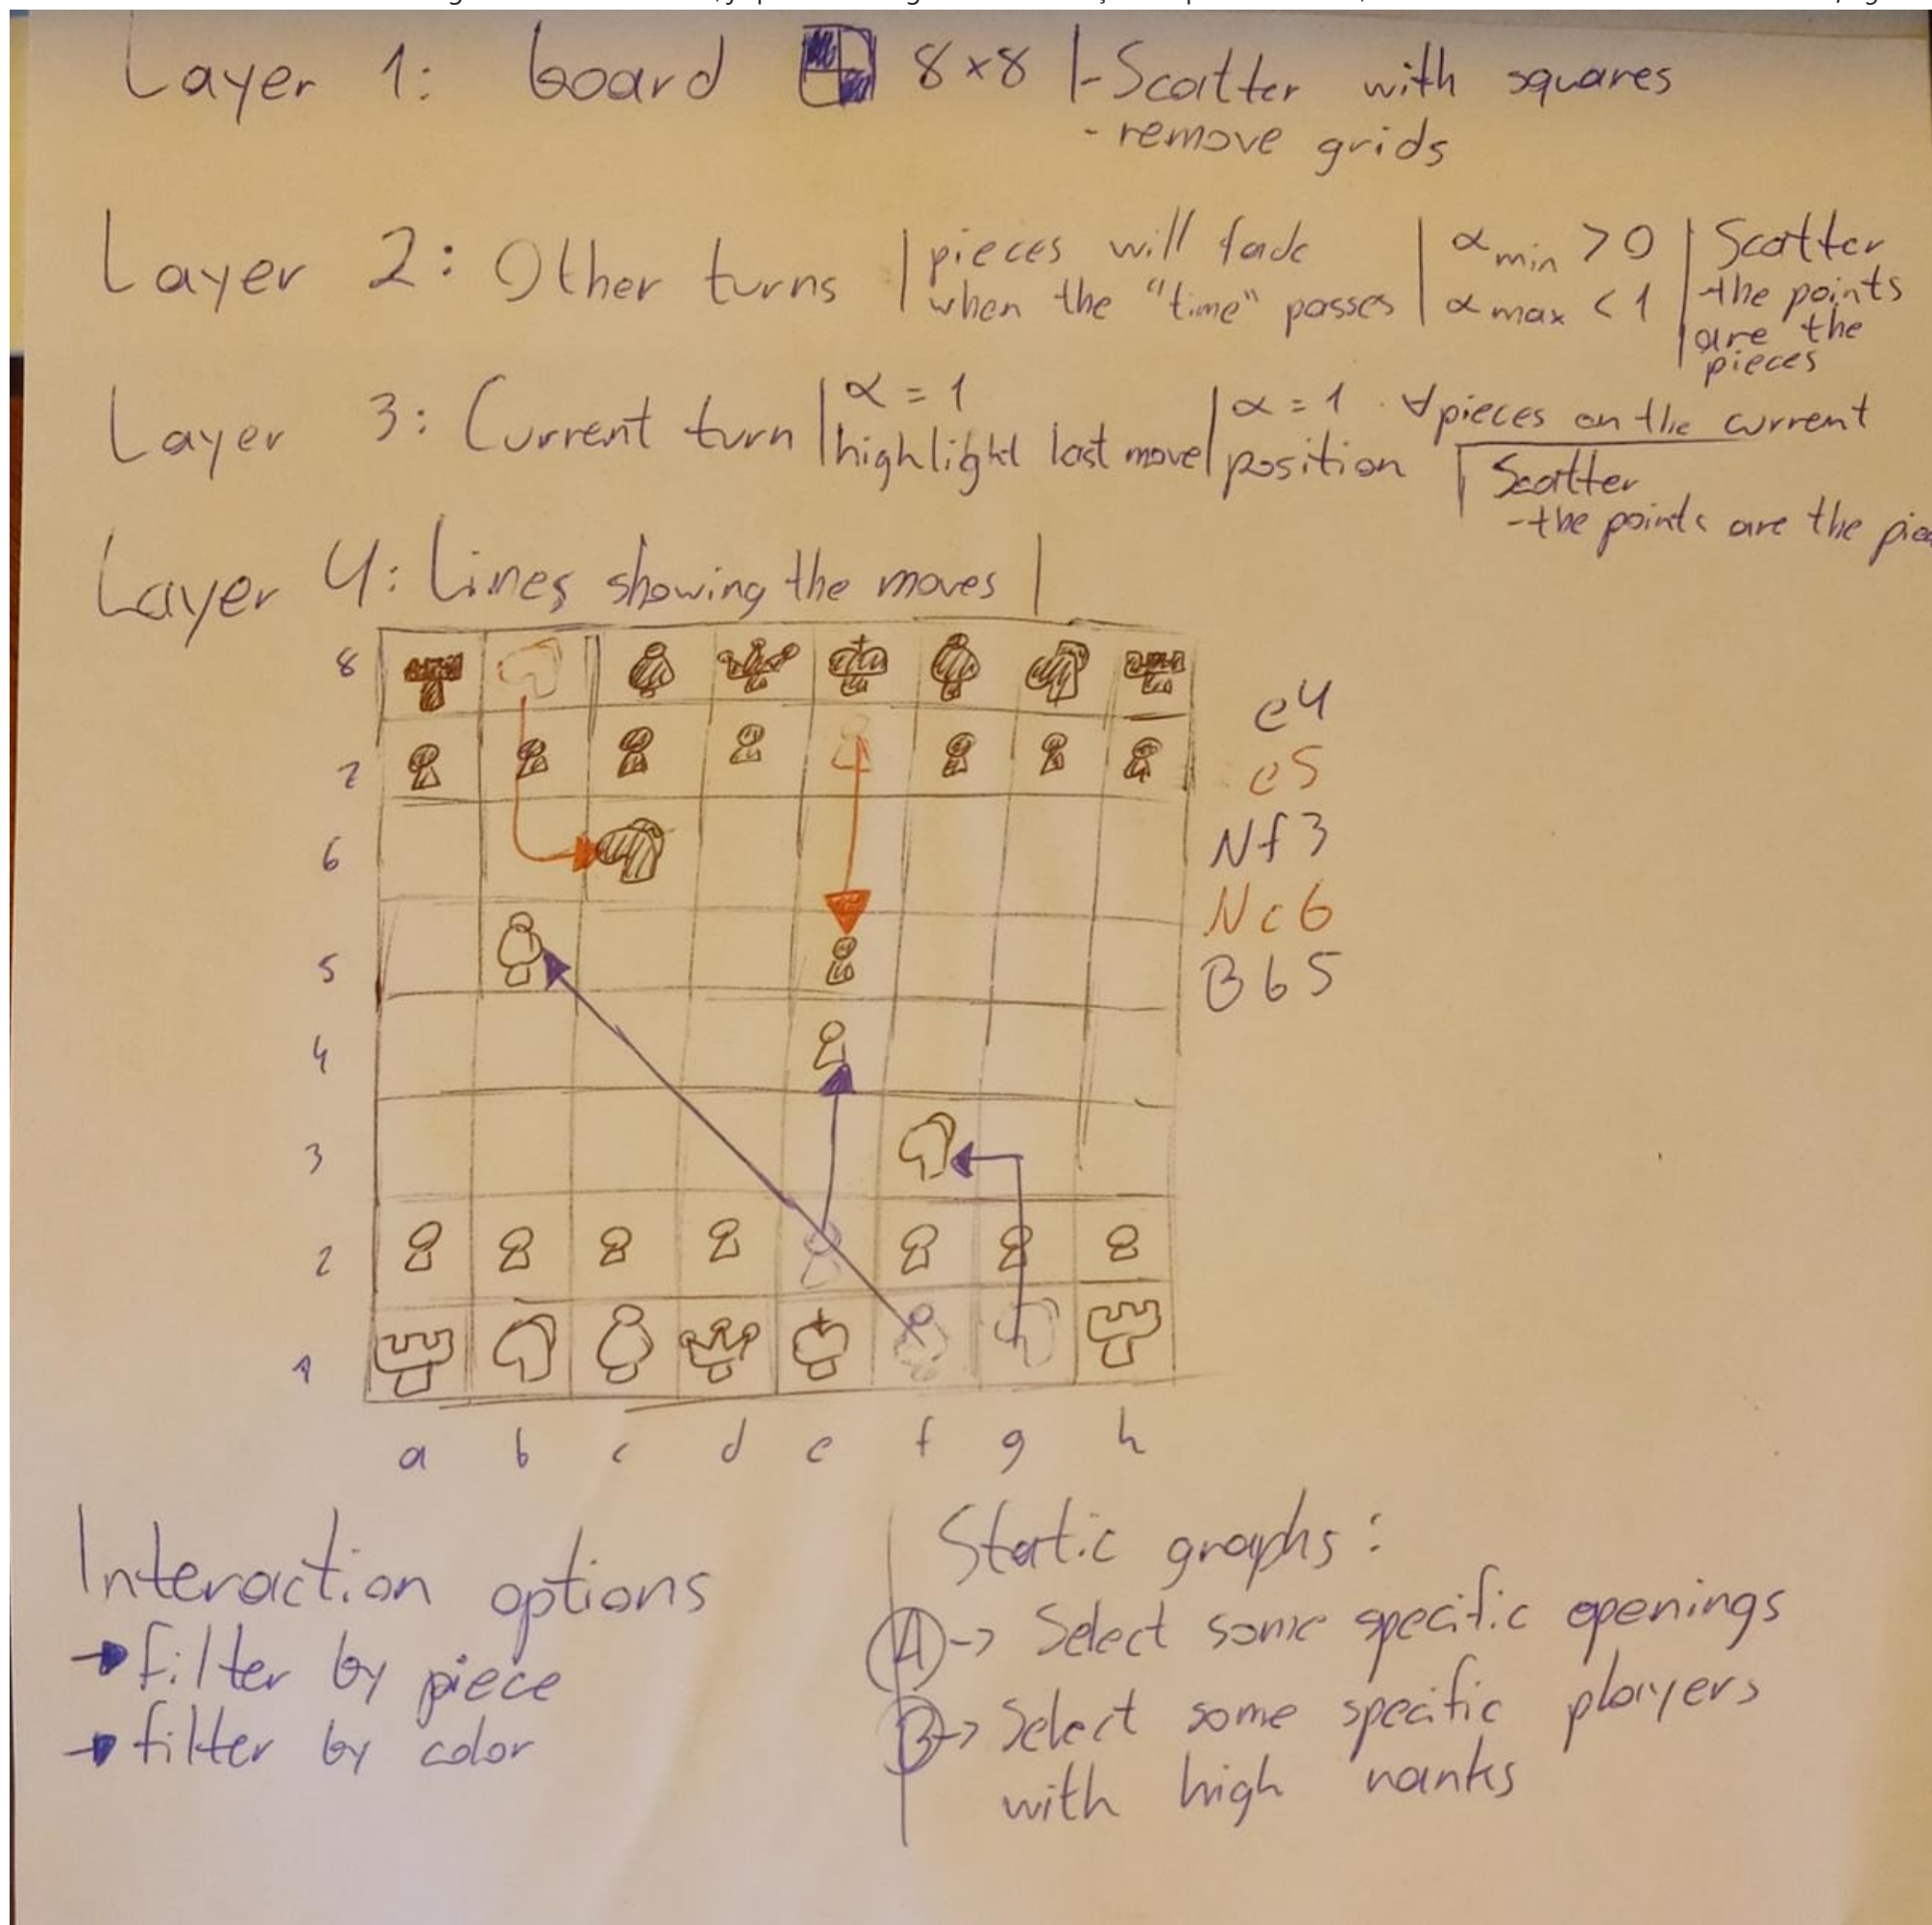 Layer 1: board 8x8 | - Scatter with squares
- remove grids
Layer 2: Other turns | pieces will fade when the "time" passes | α min > 0 α max < 1 | Scatter the points are the pieces
Layer 3: Current turn | α = 1 highlight last move | α = 1 ∀ pieces on the current position
Scatter
- the points are the piec
Layer 4: Lines showing the moves |
8
7
6
5
4
3
2
1
a b c d e f g h
e4
e5
Nf3
Nc6
Bb5
Interaction options
→ filter by piece
→ filter by color
Static graphs:
A -> Select some specific openings
B -> Select some specific players
with high ranks